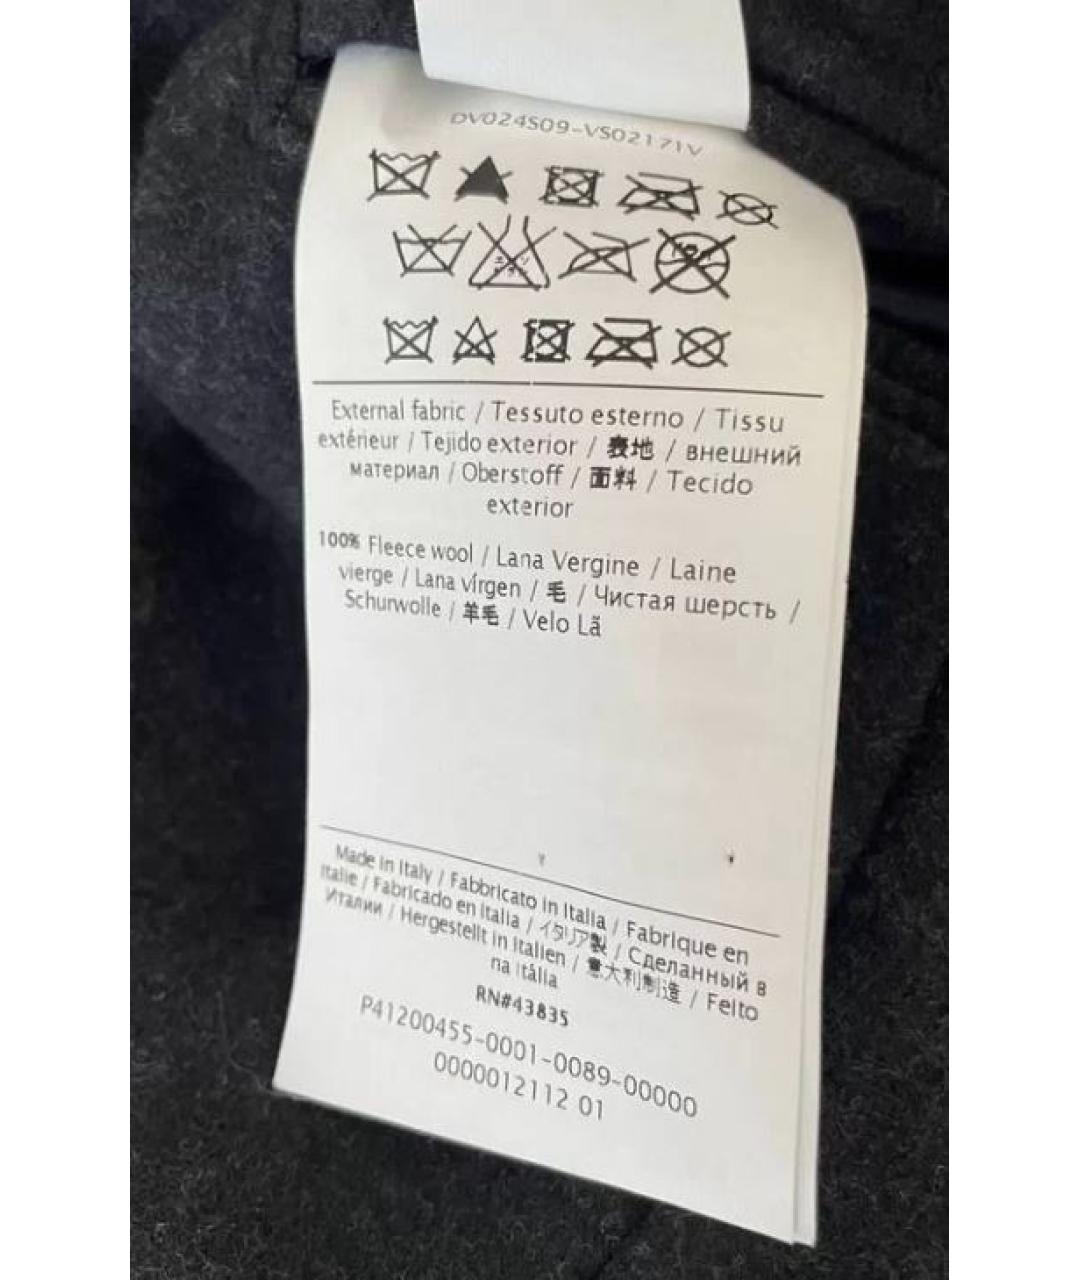 DV024S09-VS02171V
External fabric / Tessuto esterno / Tissu
extérieur / Tejido exterior / 表地 / внешний
материал / Oberstoff / 面料 / Tecido
exterior
100% Fleece wool / Lana Vergine / Laine
vierge / Lana vírgen / 毛 / Чистая шерсть /
Schurwolle / 羊毛 / Velo Lã
Made in Italy / Fabbricato in Italia / Fabrique en
Italie / Fabricado en Italia / イタリア製 / Сделанный в
Италии / Hergestellt in Italien / 意大利制造 / Feito
na Itália
RN#43835
P41200455-0001-0089-00000
0000012112 01